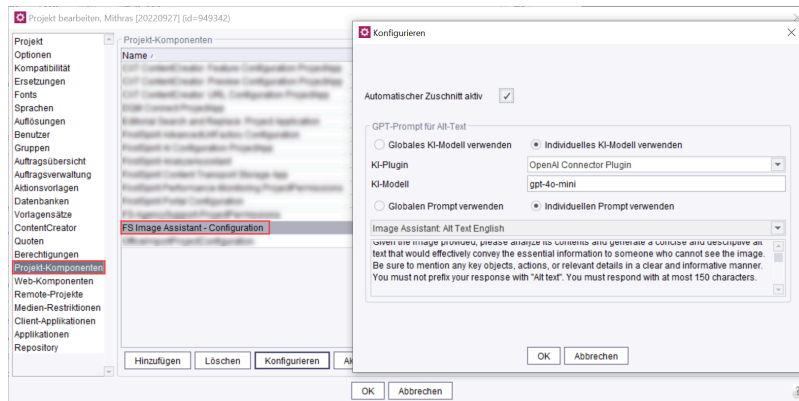 Projekt bearbeiten, Mithras [20220927] (id=949342)
Projekt
Optionen
Kompatibilität
Ersetzungen
Fonts
Sprachen
Auflösungen
Benutzer
Gruppen
Auftragsübersicht
Auftragsverwaltung
Aktionsvorlagen
Datenbanken
Vorlagensätze
ContentCreator
Quoten
Berechtigungen
Projekt-Komponenten
Web-Komponenten
Remote-Projekte
Medien-Restriktionen
Client-Applikationen
Applikationen
Repository
Projekt-Komponenten
Name
FS Image Assistant - Configuration
Hinzufügen Löschen Konfigurieren
OK Abbrechen
Konfigurieren
Automatischer Zuschnitt aktiv
GPT-Prompt für Alt-Text
Globales KI-Modell verwenden Individuelles KI-Modell verwenden
KI-Plugin OpenAI Connector Plugin
KI-Modell gpt-4o-mini
Globalen Prompt verwenden Individuellen Prompt verwenden
Image Assistant: Alt Text English
Given the image provided, please analyze its contents and generate a concise and descriptive alt
text that would effectively convey the essential information to someone who cannot see the image.
Be sure to mention any key objects, actions, or relevant details in a clear and informative manner.
You must not prefix your response with "Alt text". You must respond with at most 150 characters.
OK Abbrechen